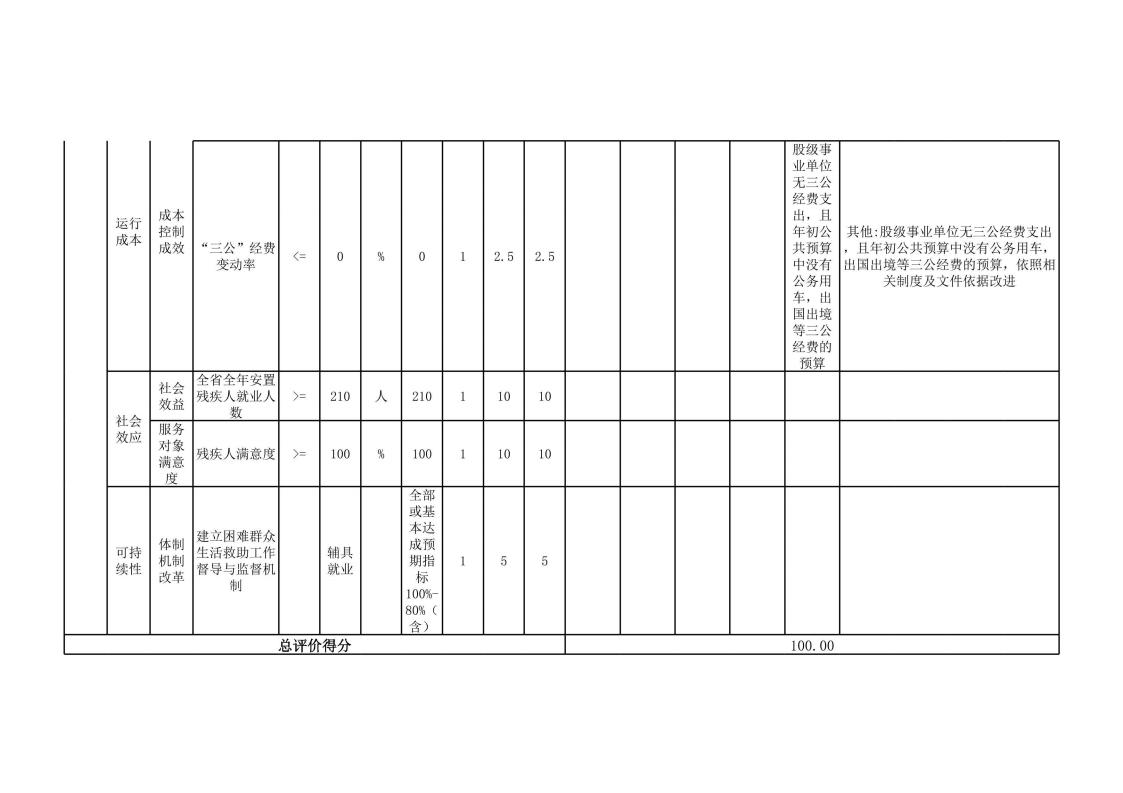 运行
成本
成本
控制
成效
“三公”经费
变动率
<=
0
%
0
1
2.5
2.5
股级事
业单位
无三公
经费支
出，且
年初公
共预算
中没有
公务用
车，出
国出境
等三公
经费的
预算
其他:股级事业单位无三公经费支出
，且年初公共预算中没有公务用车，
出国出境等三公经费的预算，依照相
关制度及文件依据改进
社会
效应
社会
效益
全省全年安置
残疾人就业人
数
>=
210
人
210
1
10
10
服务
对象
满意
度
残疾人满意度
>=
100
%
100
1
10
10
可持
续性
体制
机制
改革
建立困难群众
生活救助工作
督导与监督机
制
辅具
就业
全部
或基
本达
成预
期指
标
100%-
80%（
含）
1
5
5
总评价得分
100.00